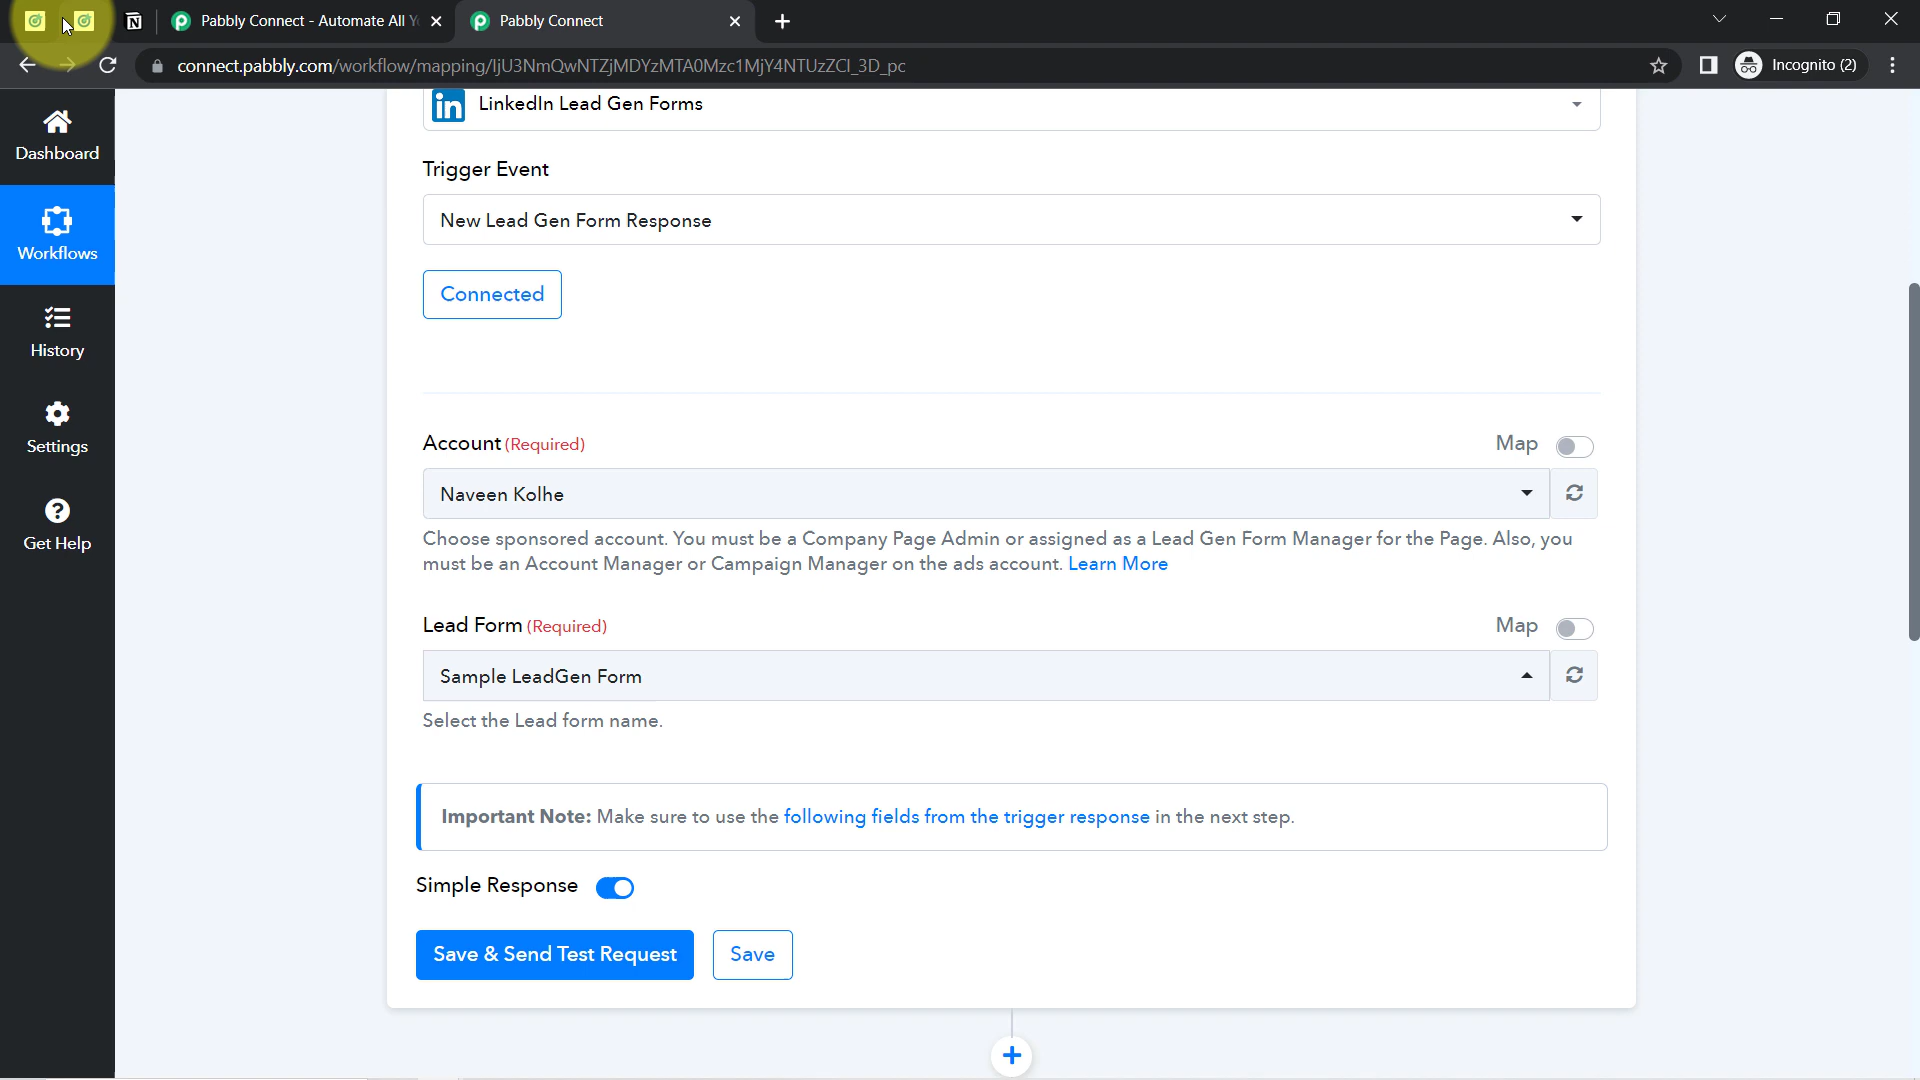 Pabbly Connect - Automate All Y
Pabbly Connect
connect.pabbly.com/workflow/mapping/IjU3NmQwNTZjMDYzMTA0Mzc1MjY4NTUzZCI_3D_pc
Incognito (2)
Dashboard
Workflows
History
Settings
Get Help
in LinkedIn Lead Gen Forms
Trigger Event
New Lead Gen Form Response
Connected
Account (Required)
Map
Naveen Kolhe
Choose sponsored account. You must be a Company Page Admin or assigned as a Lead Gen Form Manager for the Page. Also, you
must be an Account Manager or Campaign Manager on the ads account. Learn More
Lead Form (Required)
Map
Sample LeadGen Form
Select the Lead form name.
Important Note: Make sure to use the following fields from the trigger response in the next step.
Simple Response
Save & Send Test Request
Save